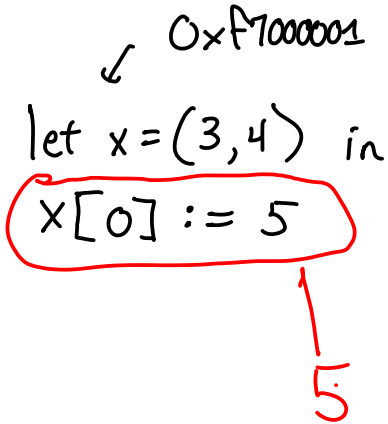 0xf7000001
let x = (3,4) in
x[0] := 5
5